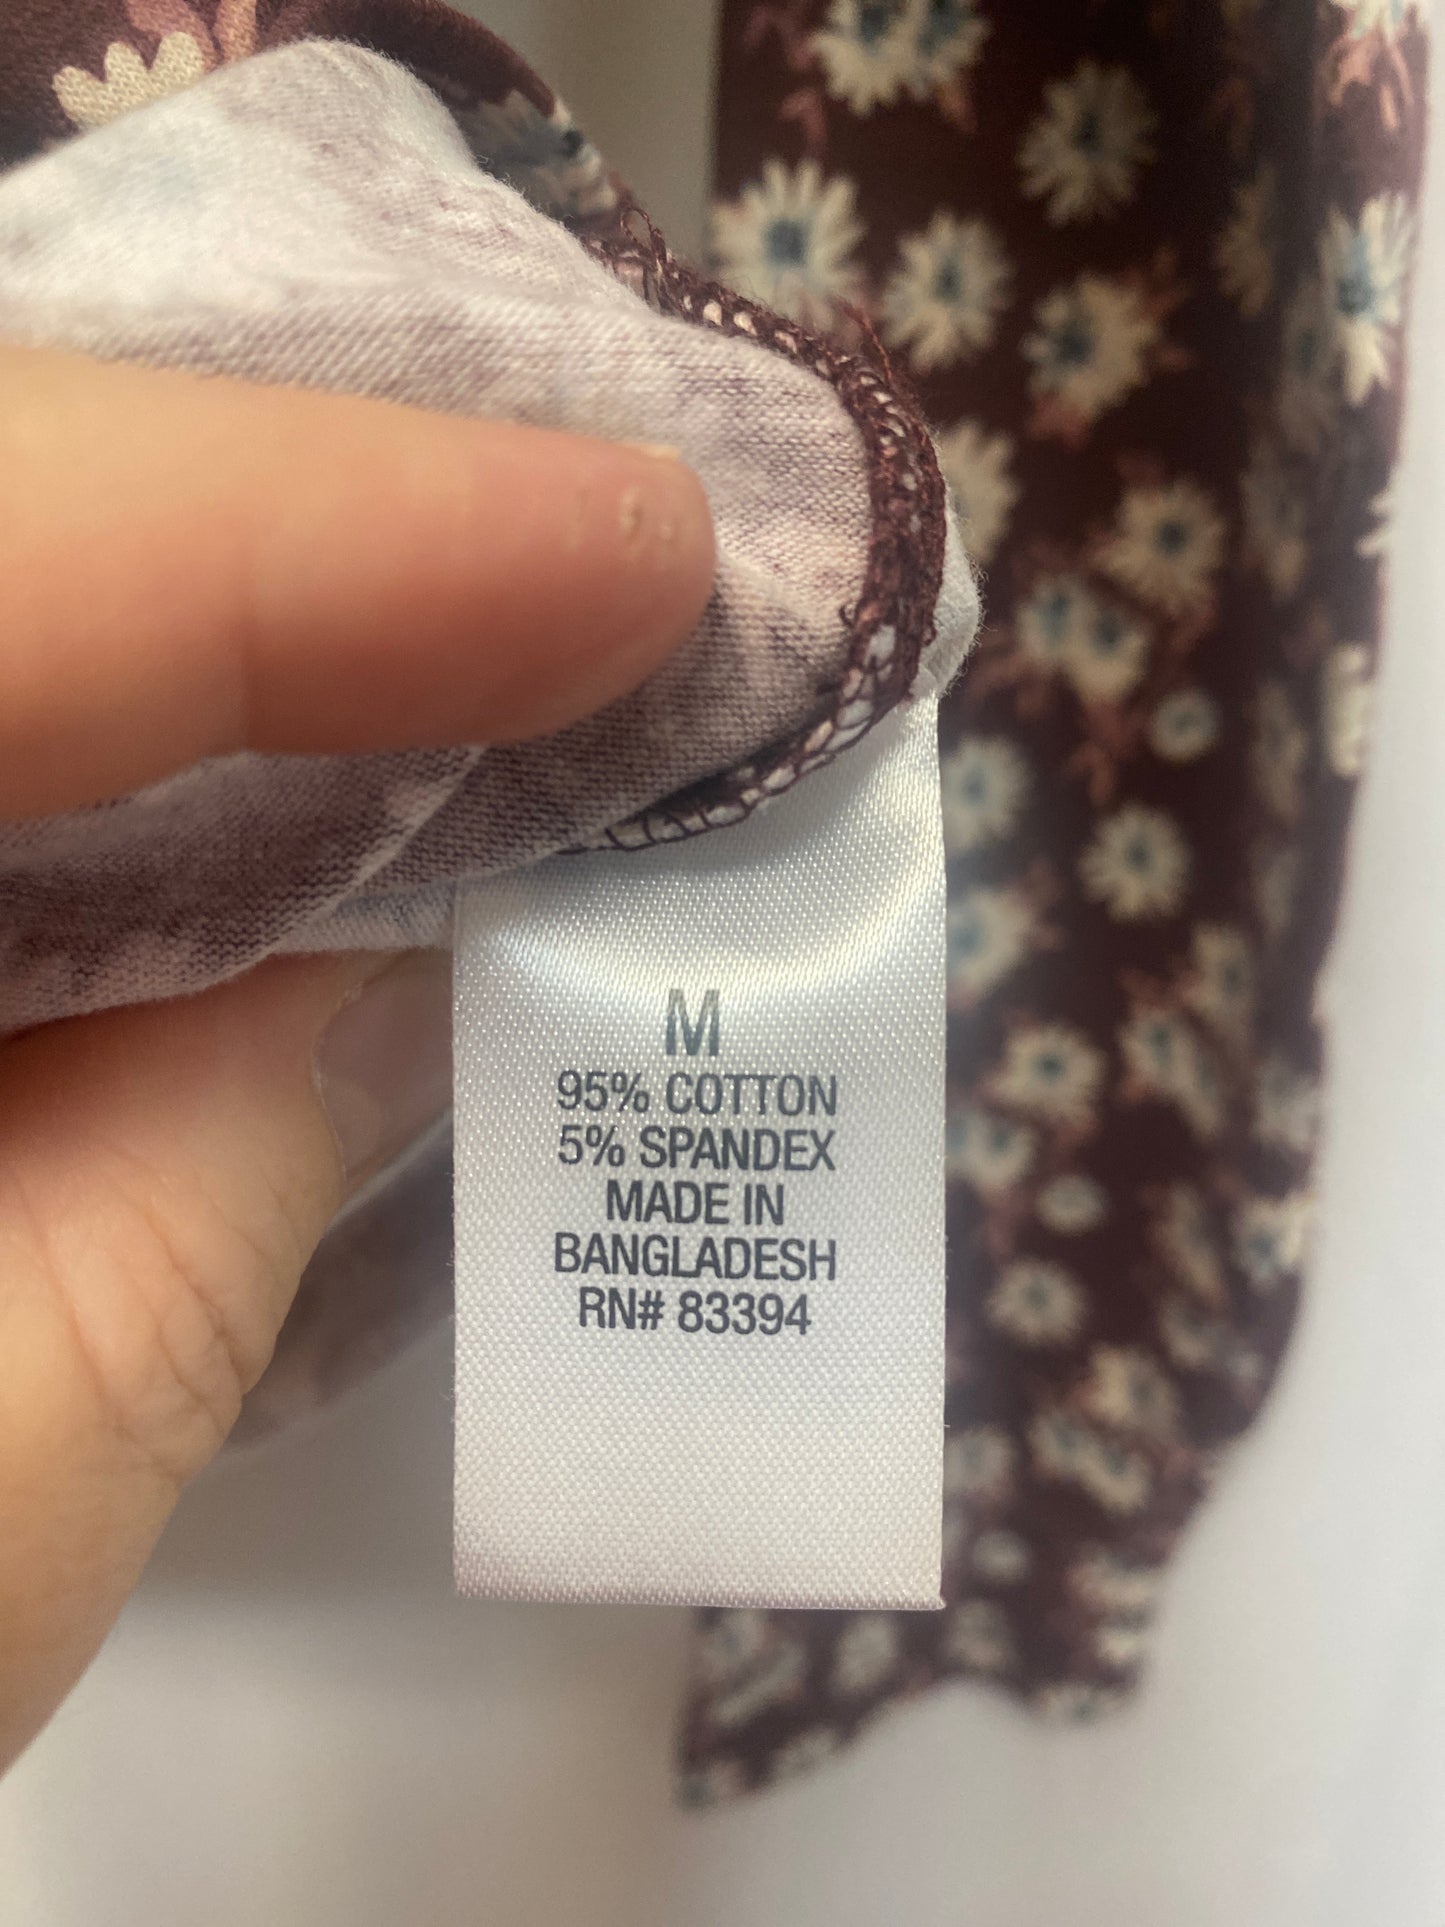 M
95% COTTON
5% SPANDEX
MADE IN
BANGLADESH
RN# 83394